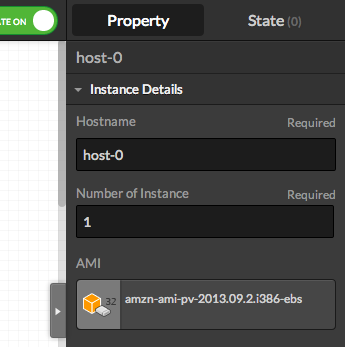 ATE ON
Property
State (0)
host-0
Instance Details
Hostname
Required
host-0
Number of Instance
Required
1
AMI
32
amzn-ami-pv-2013.09.2.i386-ebs